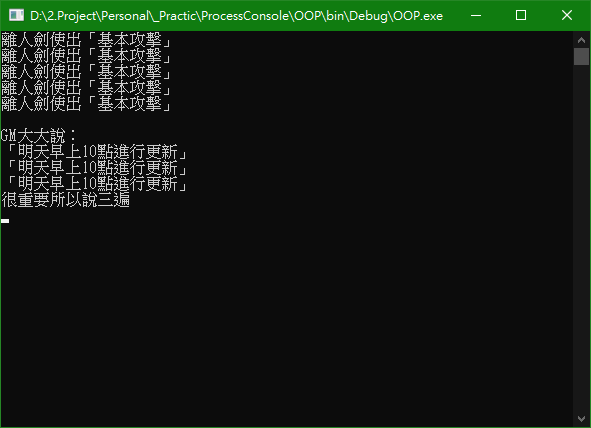 D:\2.Project\Personal\_Practic\ProcessConsole\OOP\bin\Debug\OOP.exe
離人劍使出「基本攻擊」
離人劍使出「基本攻擊」
離人劍使出「基本攻擊」
離人劍使出「基本攻擊」
離人劍使出「基本攻擊」
GM大大說：
「明天早上10點進行更新」
「明天早上10點進行更新」
「明天早上10點進行更新」
很重要所以說三遍